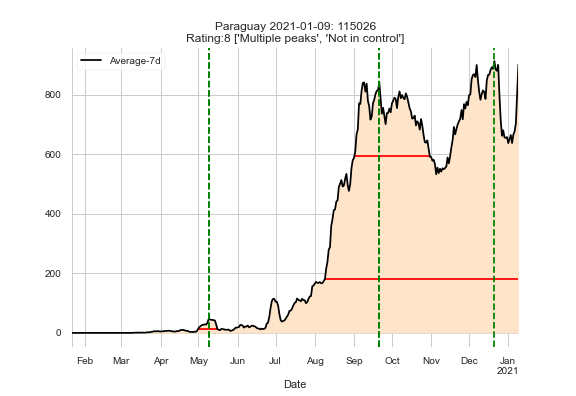 Paraguay 2021-01-09: 115026
Rating:8 ['Multiple peaks', 'Not in control']
Average-7d
800
600
400
200
0
Feb Mar Apr May Jun Jul Aug Sep Oct Nov Dec Jan
2021
Date